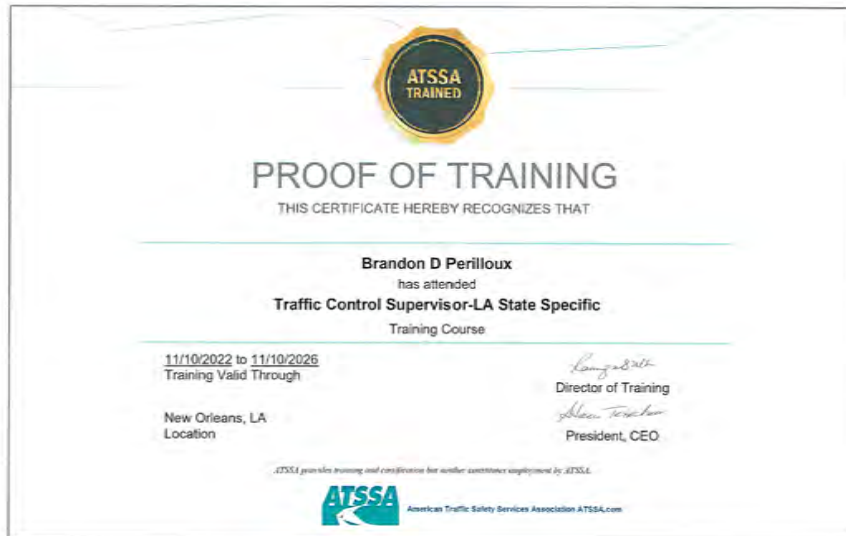 ATSSA
TRAINED
PROOF OF TRAINING
THIS CERTIFICATE HEREBY RECOGNIZES THAT
Brandon D Perilloux
has attended
Traffic Control Supervisor-LA State Specific
Training Course
11/10/2022 to 11/10/2026
Training Valid Through
Director of Training
New Orleans, LA
Location
President, CEO
ATSSA provides training and certification but neither constitutes employment by ATSSA.
ATSSA
American Traffic Safety Services Association ATSSA.com